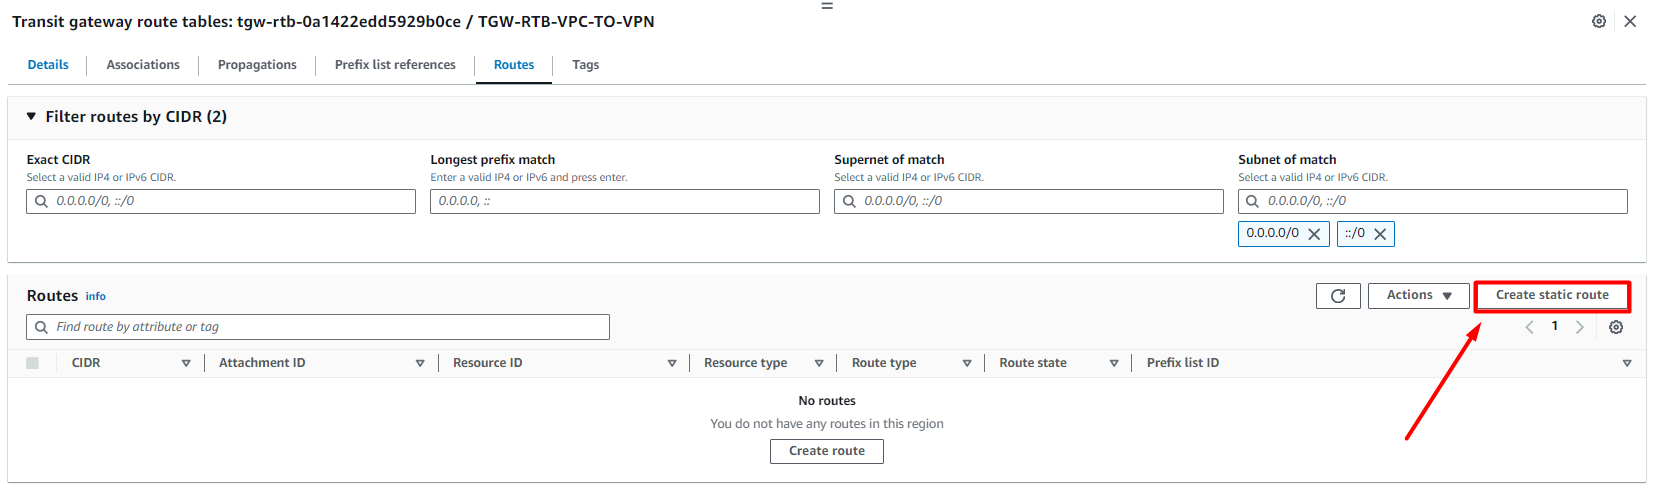 Transit gateway route tables: tgw-rtb-0a1422edd5929b0ce / TGW-RTB-VPC-TO-VPN
Details Associations Propagations Prefix list references Routes Tags
Filter routes by CIDR (2)
Exact CIDR Longest prefix match Supernet of match Subnet of match
Select a valid IP4 or IPv6 CIDR. Enter a valid IP4 or IPv6 and press enter. Select a valid IP4 or IPv6 CIDR. Select a valid IP4 or IPv6 CIDR.
0.0.0.0/0, ::/0 0.0.0.0, :: 0.0.0.0/0, ::/0 0.0.0.0/0, ::/0
0.0.0.0/0 ::/0
Routes info Actions Create static route
Find route by attribute or tag 1
CIDR Attachment ID Resource ID Resource type Route type Route state Prefix list ID
No routes
You do not have any routes in this region
Create route